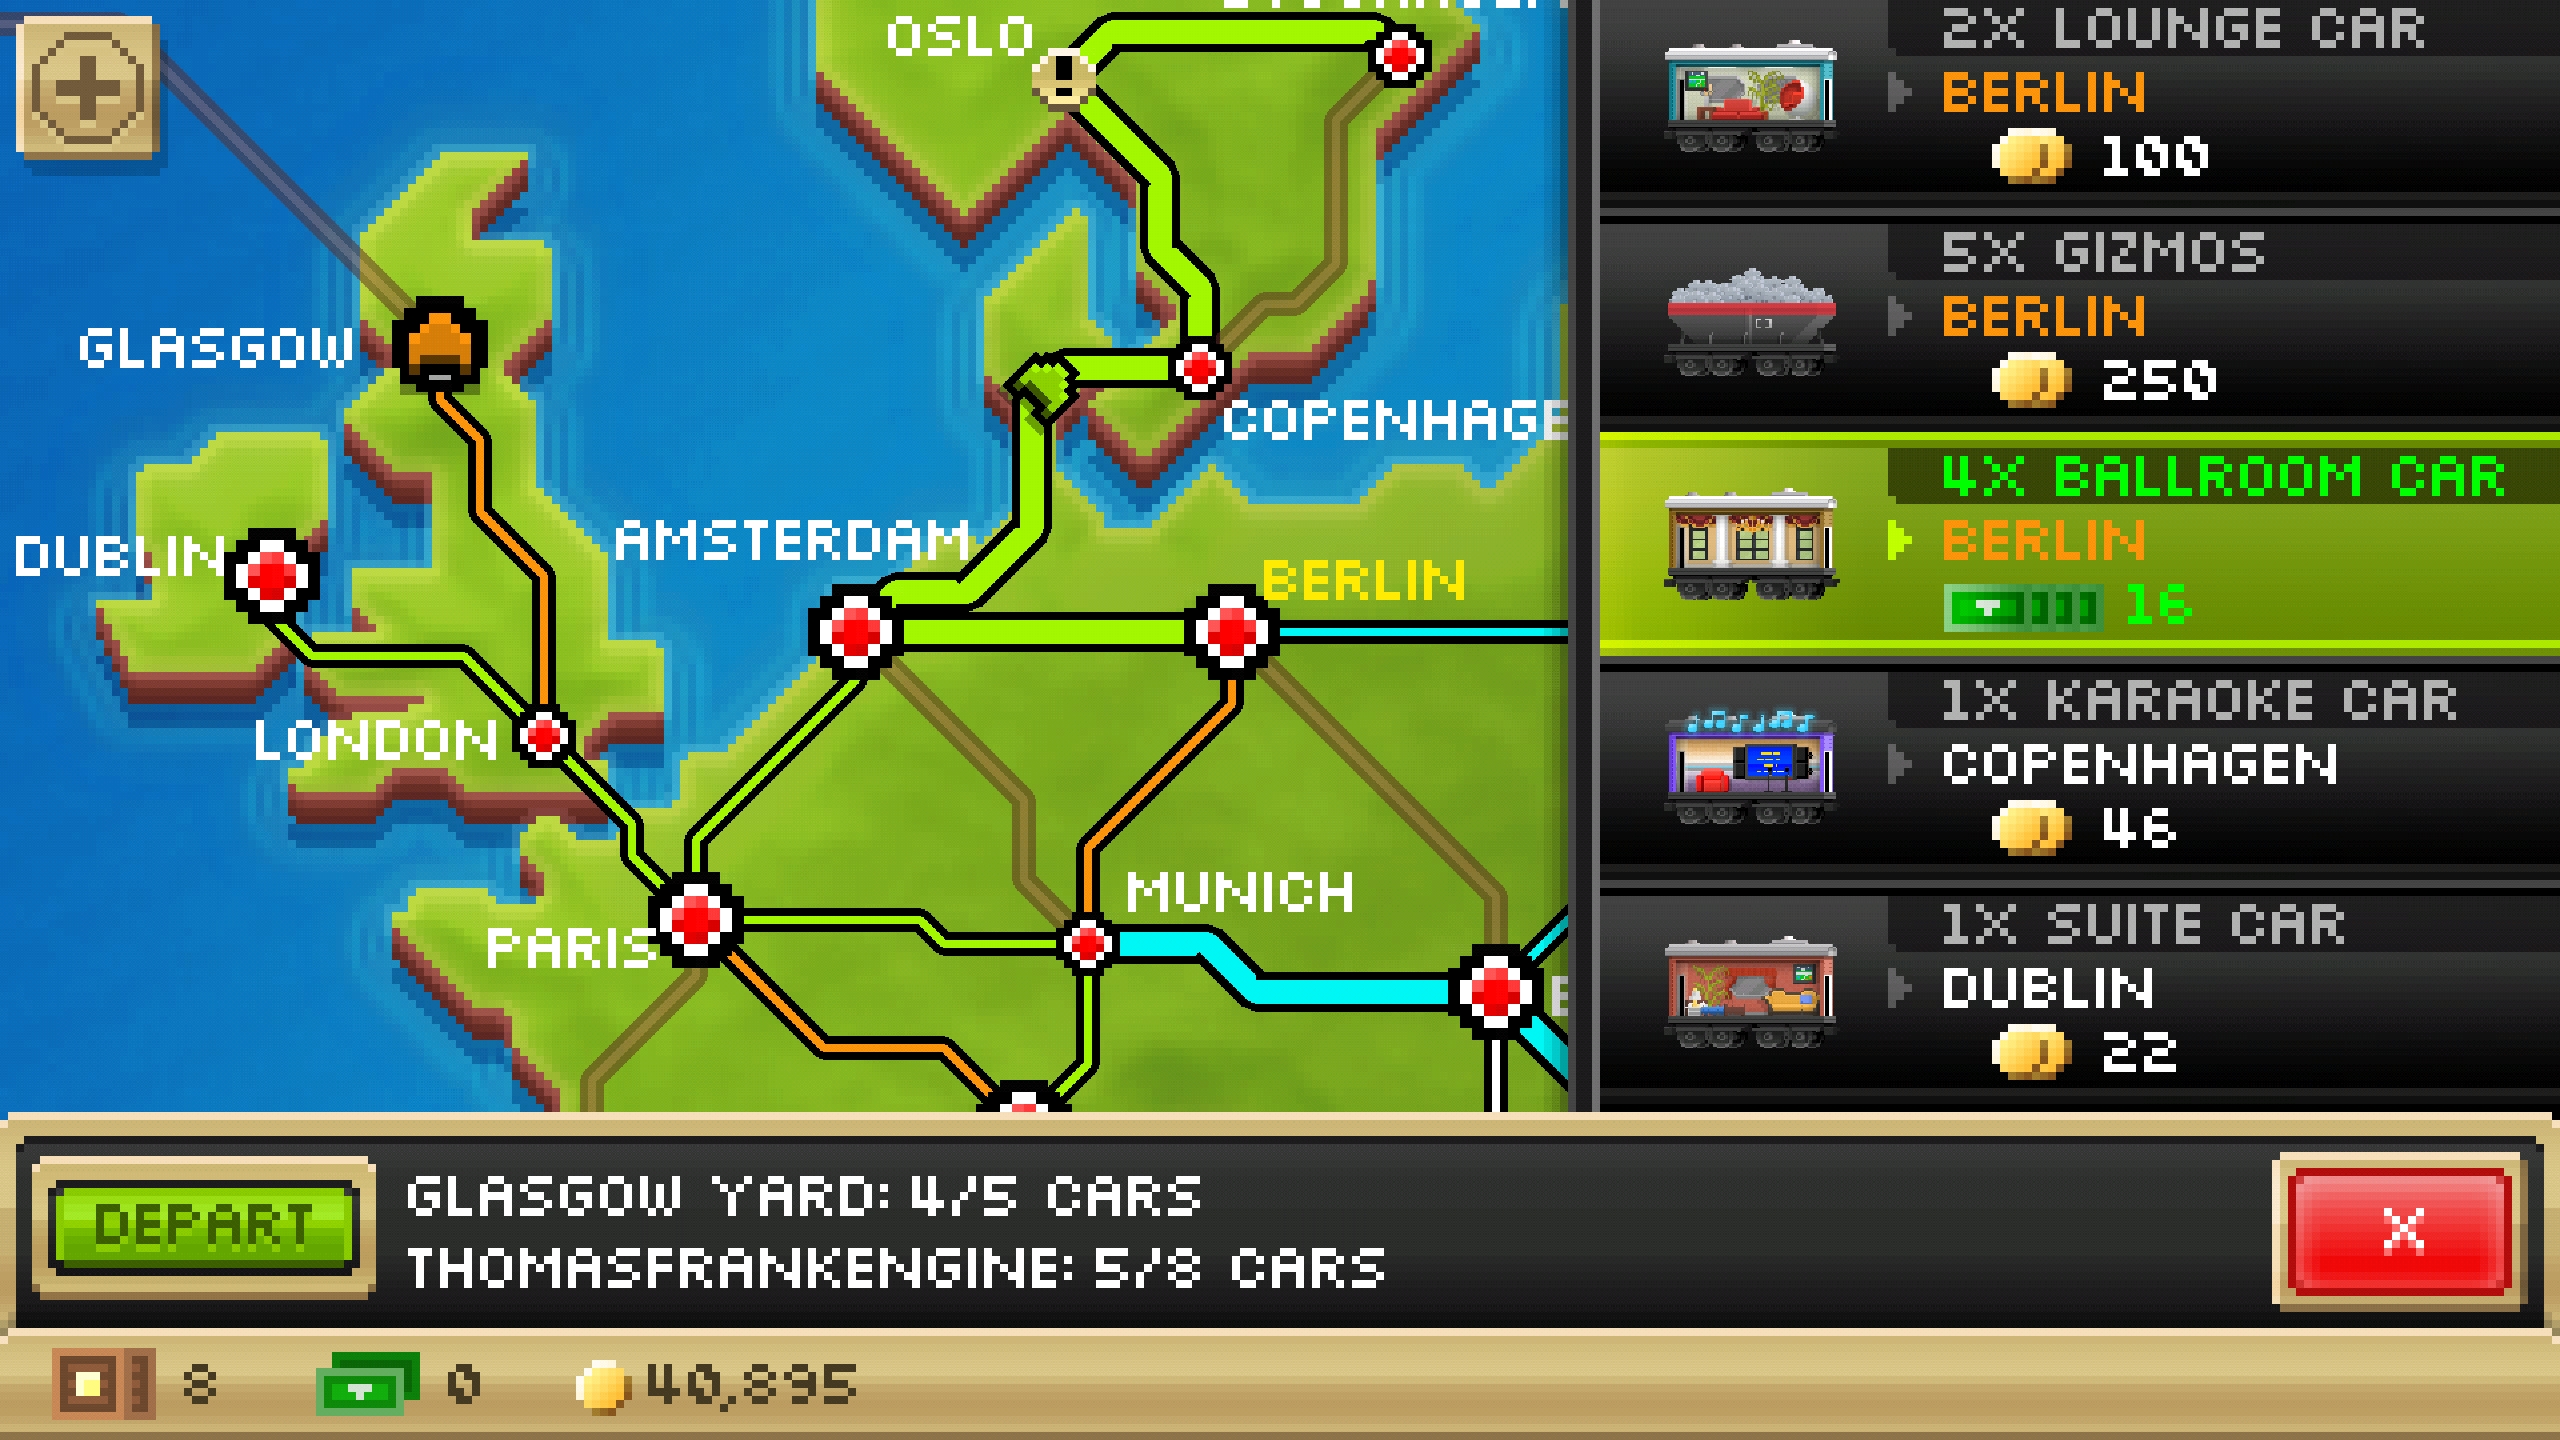 OSLO
GLASGOW
DUBLIN
AMSTERDAM
BERLIN
LONDON
MUNICH
PARIS
2X LOUNGE CAR
BERLIN
100
5X GIZMOS
BERLIN
250
4X BALLROOM CAR
BERLIN
16
1X KARAOKE CAR
COPENHAGEN
46
1X SUITE CAR
DUBLIN
22
DEPART
GLASGOW YARD: 4/5 CARS
THOMASFRANKENGINE: 5/8 CARS
X
8
0
40,895